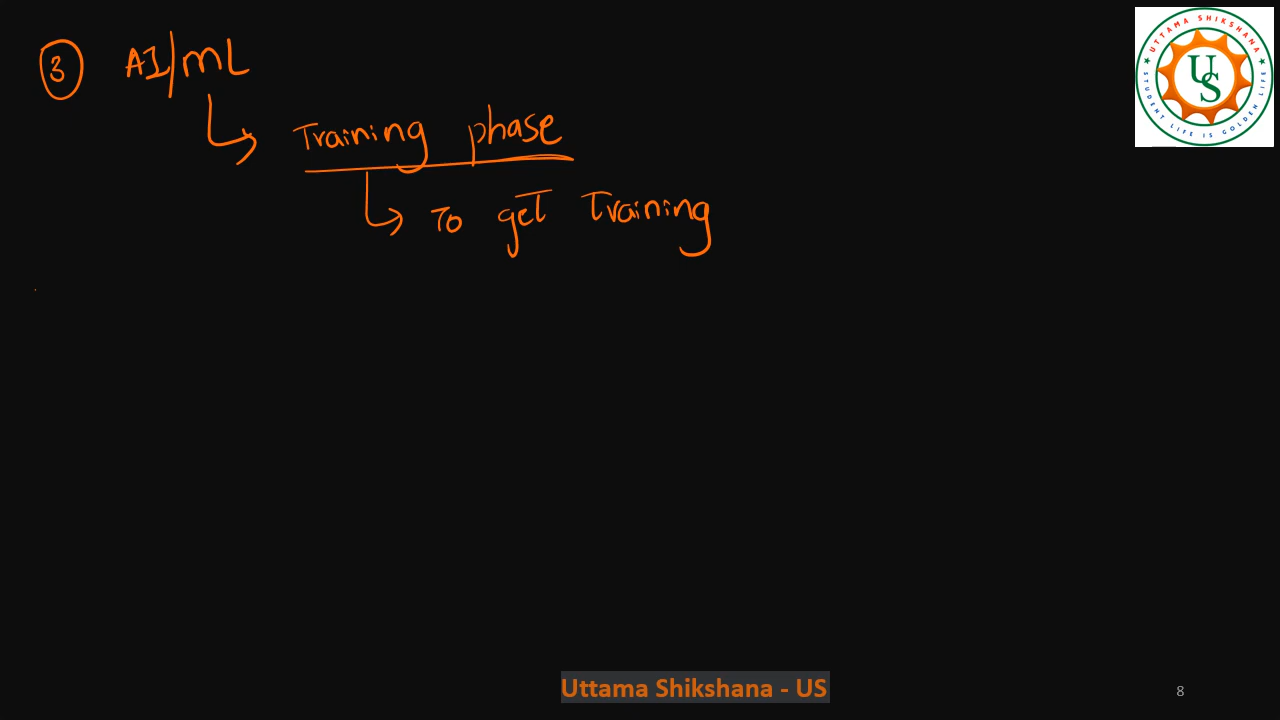 3 AI/mL
Training phase
To get Training
UTTAMA SHIKSHANA
US
STUDENT LIFE IS GOLDEN LIFE
Uttama Shikshana - US
8